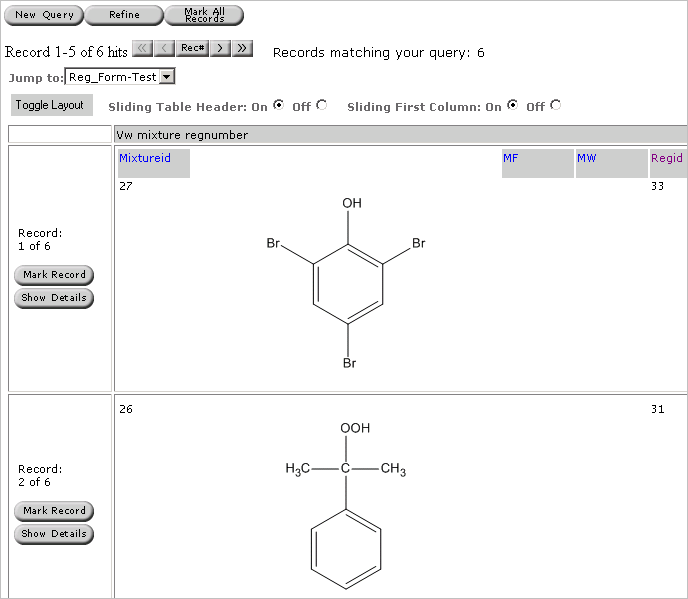 New Query Refine Mark All Records
Record 1-5 of 6 hits << < Rec# > >> Records matching your query: 6
Jump to: Reg_Form-Test
Toggle Layout Sliding Table Header: On Off Sliding First Column: On Off
Vw mixture regnumber
Mixtureid MF MW Regid
27 33
OH
Br Br
Record:
1 of 6
Mark Record
Show Details
Br
26 31
OOH
H3C C CH3
Record:
2 of 6
Mark Record
Show Details